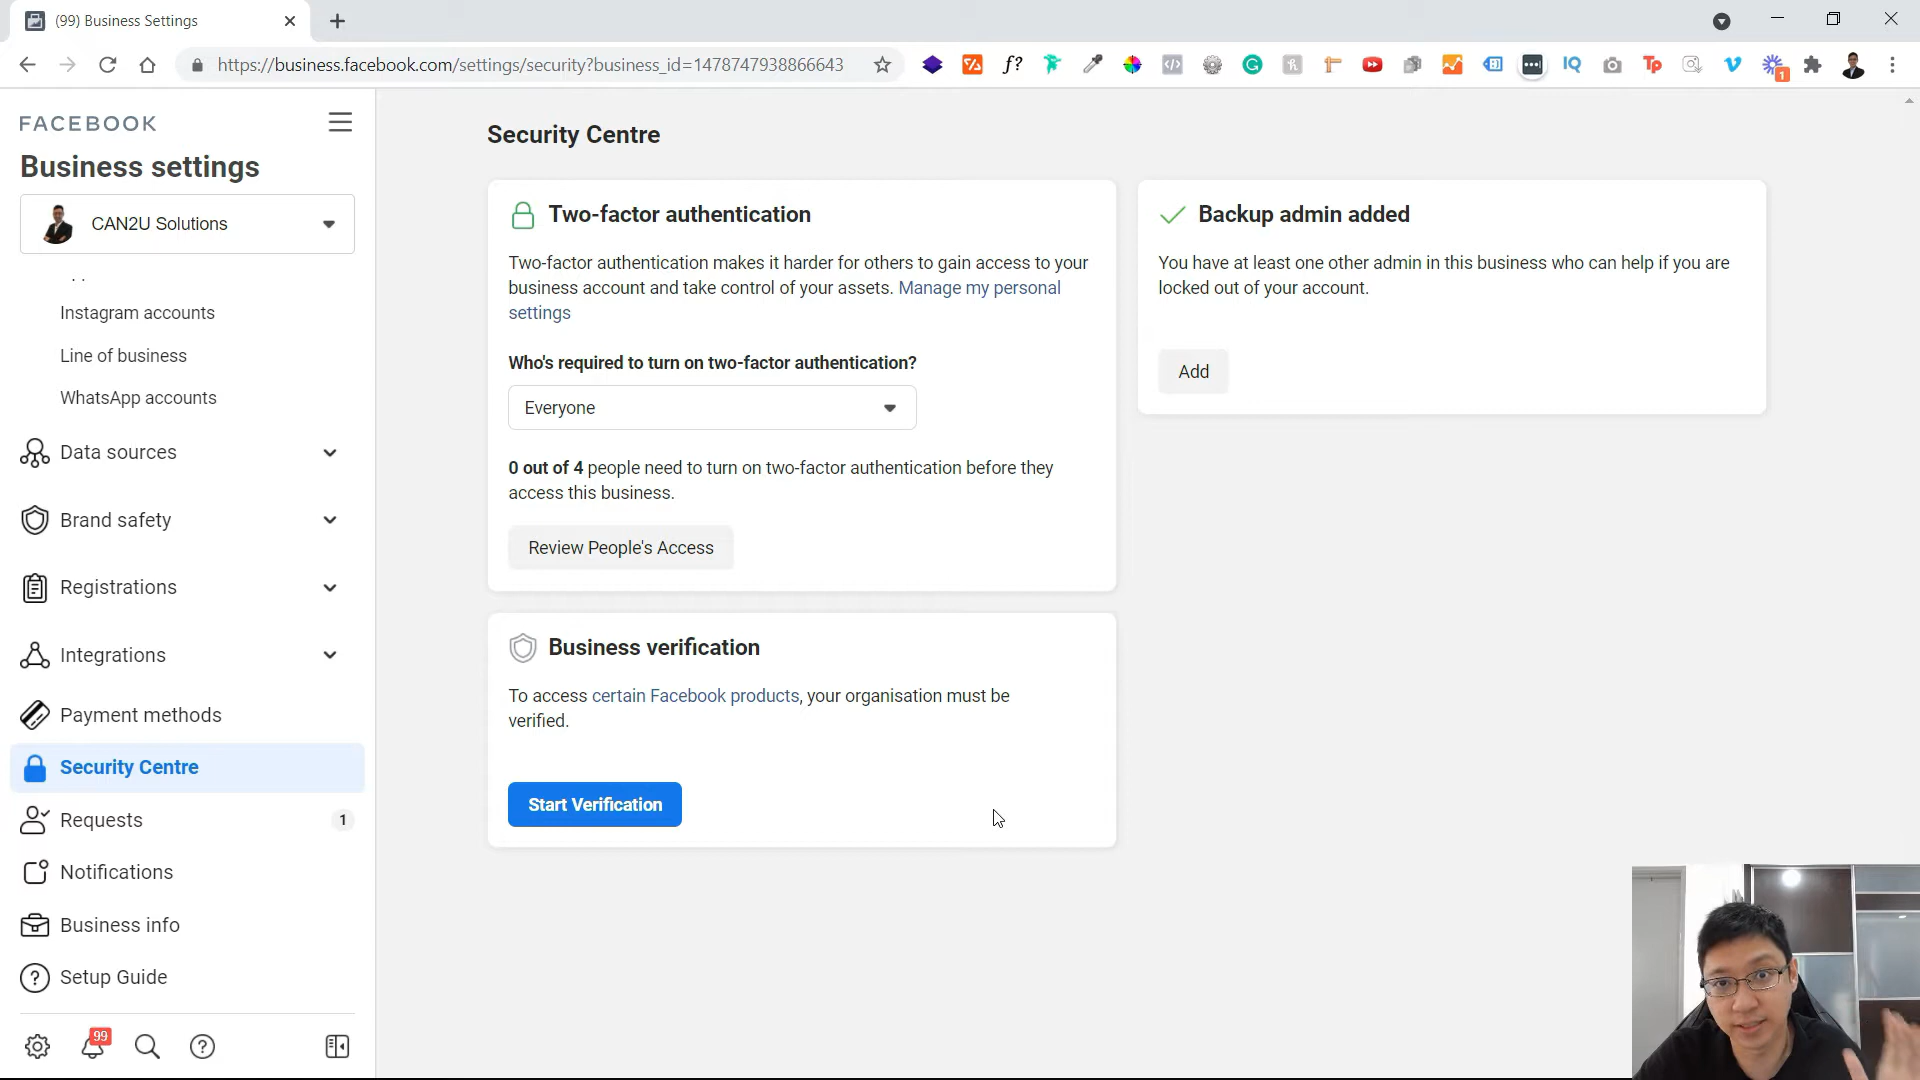 (99) Business Settings
https://business.facebook.com/settings/security?business_id=1478747938866643
f?
Tp
IQ
1
FACEBOOK
Business settings
CAN2U Solutions
Instagram accounts
Line of business
WhatsApp accounts
Data sources
Brand safety
Registrations
Integrations
Payment methods
Security Centre
Requests
1
Notifications
Business info
Setup Guide
99
Security Centre
Two-factor authentication
Two-factor authentication makes it harder for others to gain access to your
business account and take control of your assets. Manage my personal
settings
Who's required to turn on two-factor authentication?
Everyone
0 out of 4 people need to turn on two-factor authentication before they
access this business.
Review People's Access
Backup admin added
You have at least one other admin in this business who can help if you are
locked out of your account.
Add
Business verification
To access certain Facebook products, your organisation must be
verified.
Start Verification